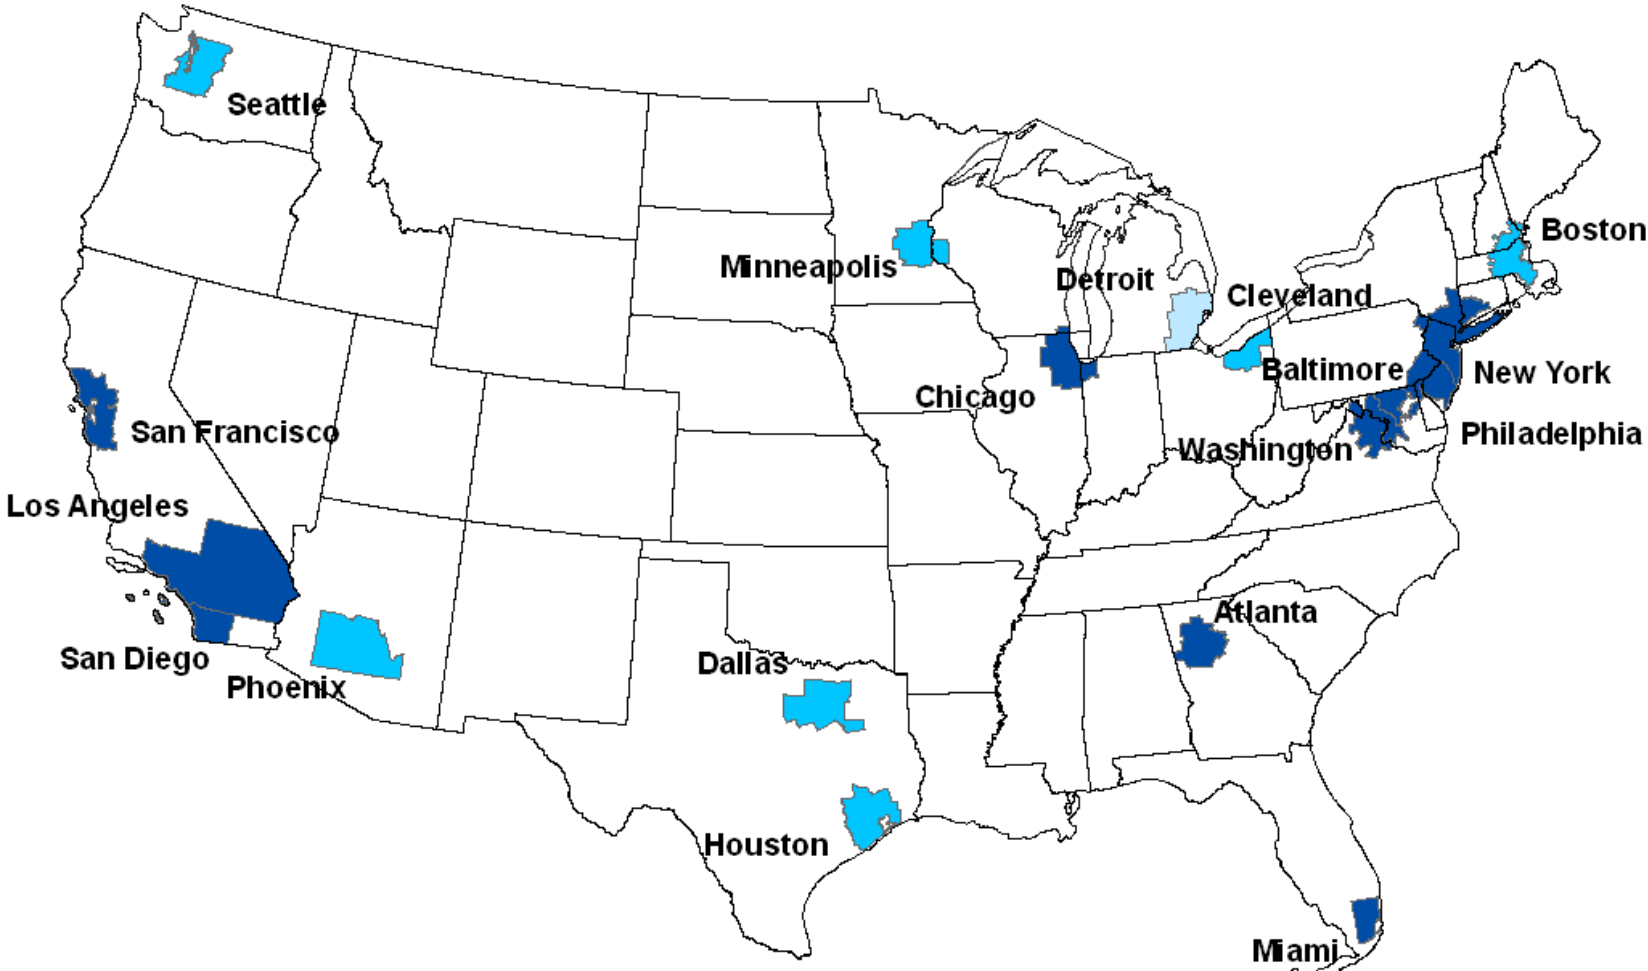 Seattle
Boston
Minneapolis
Detroit
Cleveland
Baltimore
New York
Chicago
San Francisco
Philadelphia
Washington
Los Angeles
Atlanta
San Diego
Dallas
Phoenix
Houston
Miami